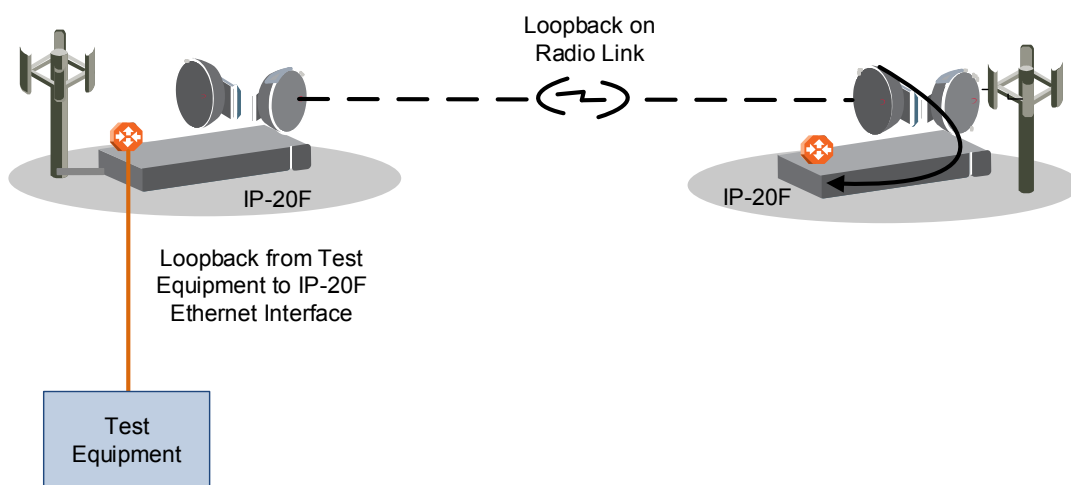 Loopback on
Radio Link
IP-20F
IP-20F
Loopback from Test
Equipment to IP-20F
Ethernet Interface
Test
Equipment